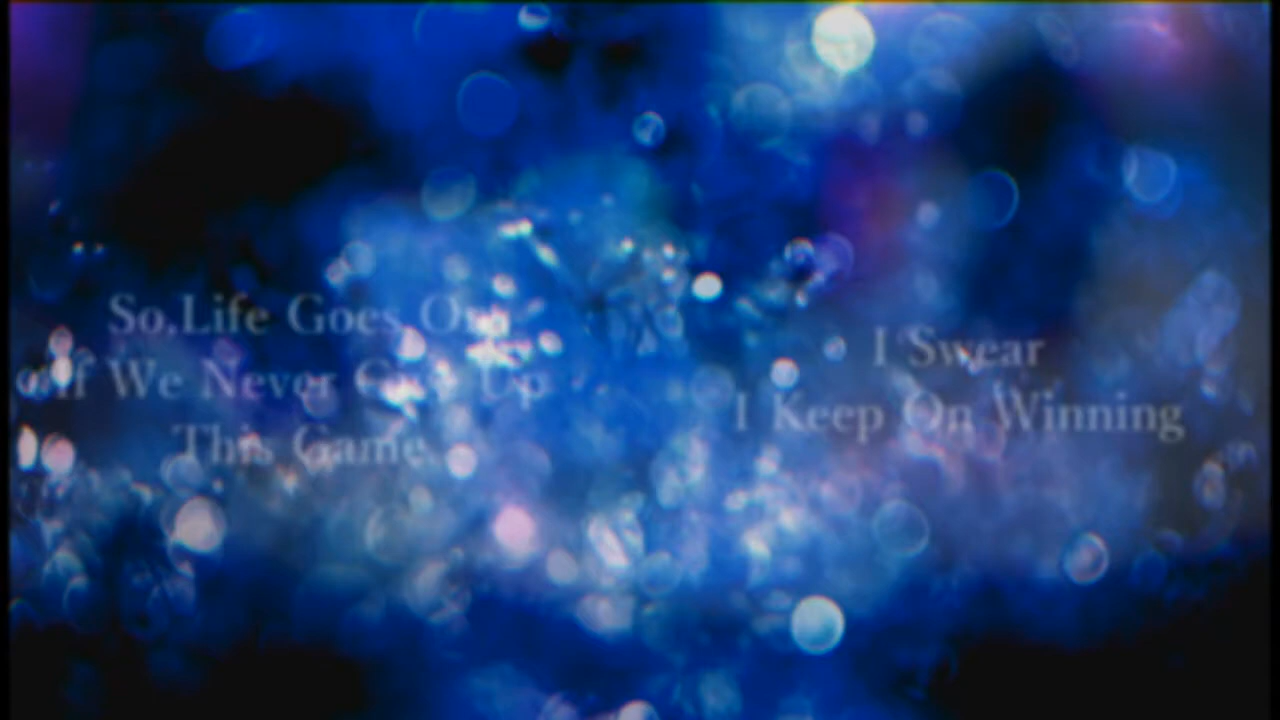 So,Life Goes On
If We Never Give Up
This Game.
I Swear
I Keep On Winning